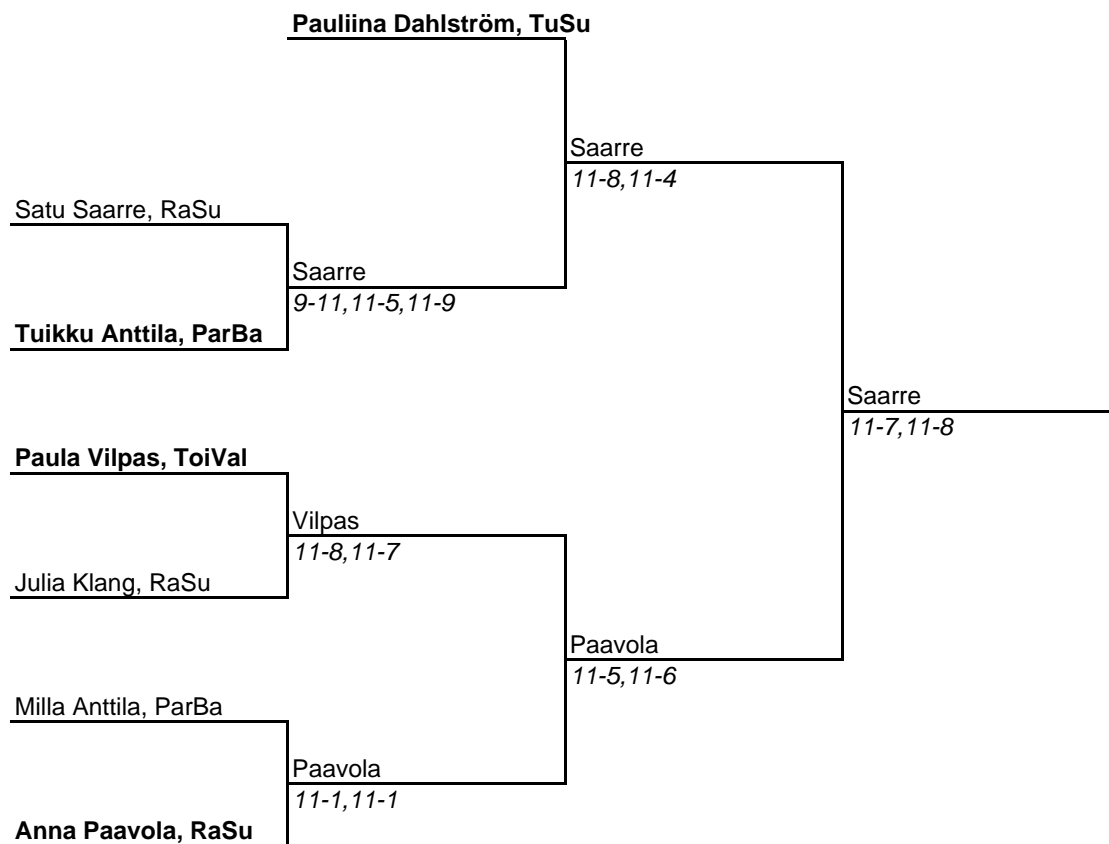 Pauliina Dahlström, TuSu
Saarre
11-8,11-4
Satu Saarre, RaSu
Saarre
9-11,11-5,11-9
Tuikku Anttila, ParBa
Saarre
11-7,11-8
Paula Vilpas, ToiVal
Vilpas
11-8,11-7
Julia Klang, RaSu
Paavola
11-5,11-6
Milla Anttila, ParBa
Paavola
11-1,11-1
Anna Paavola, RaSu